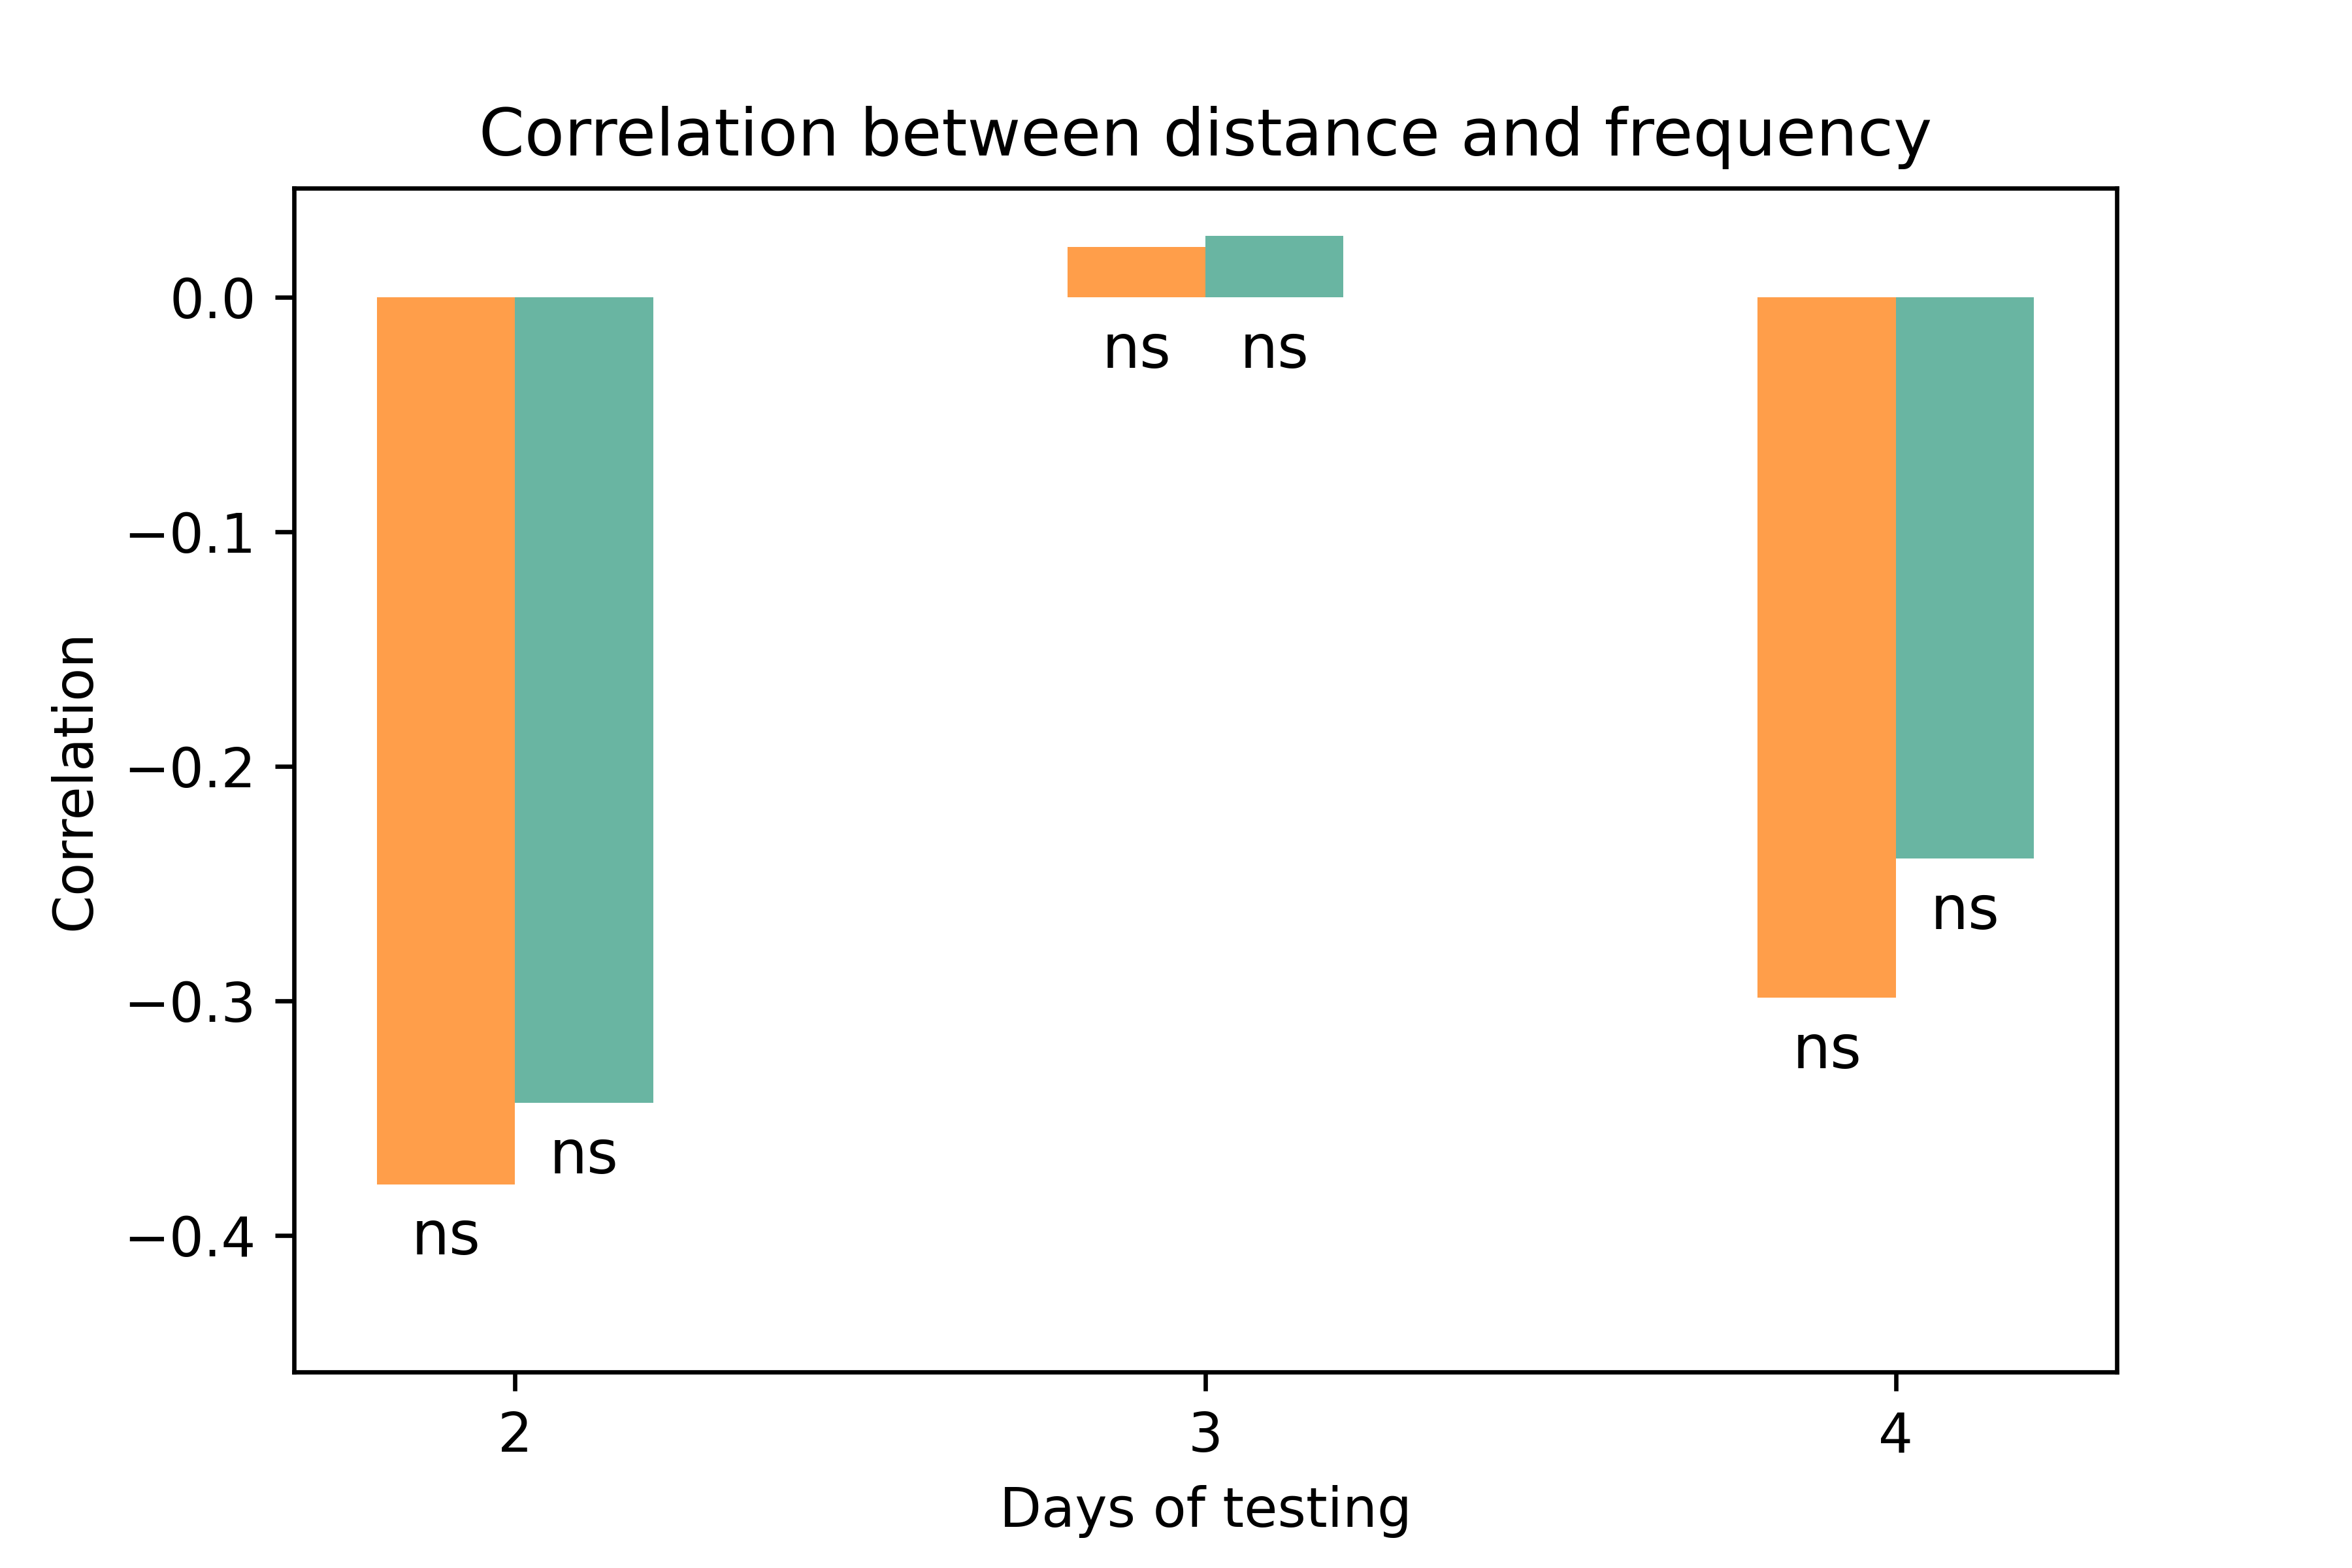 Correlation between distance and frequency
0.0
−0.1
−0.2
−0.3
−0.4
Correlation
ns
ns
ns
ns
ns
ns
2
3
4
Days of testing